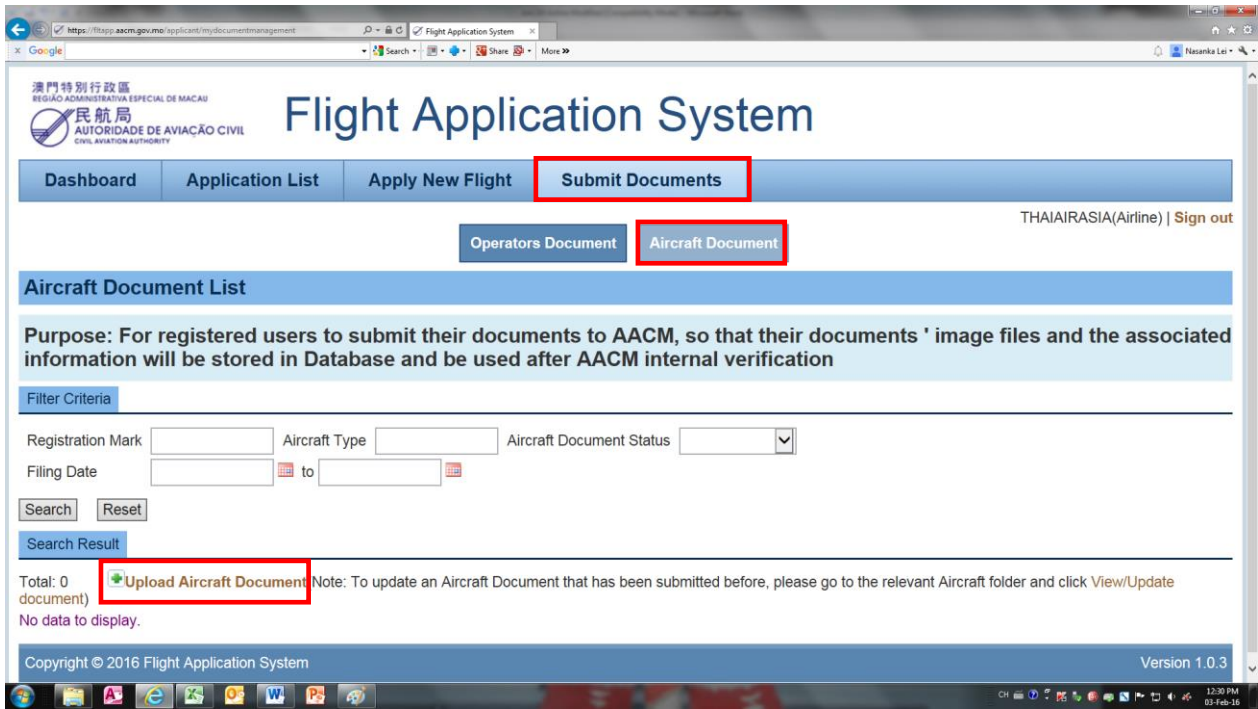 https://fltapp.aacm.gov.mo/applicant/mydocumentmanagement
Flight Application System
Google
Search
Share
More »
Nasanka Lei
澳門特別行政區
REGIÃO ADMINISTRATIVA ESPECIAL DE MACAU
民航局
AUTORIDADE DE AVIAÇÃO CIVIL
CIVIL AVIATION AUTHORITY
Flight Application System
Dashboard Application List Apply New Flight Submit Documents
THAIAIRASIA(Airline) | Sign out
Operators Document Aircraft Document
Aircraft Document List
Purpose: For registered users to submit their documents to AACM, so that their documents ' image files and the associated
information will be stored in Database and be used after AACM internal verification
Filter Criteria
Registration Mark Aircraft Type Aircraft Document Status
Filing Date to
Search Reset
Search Result
Total: 0 Upload Aircraft Document Note: To update an Aircraft Document that has been submitted before, please go to the relevant Aircraft folder and click View/Update
document)
No data to display.
Copyright © 2016 Flight Application System Version 1.0.3
CH 12:30 PM
03-Feb-16